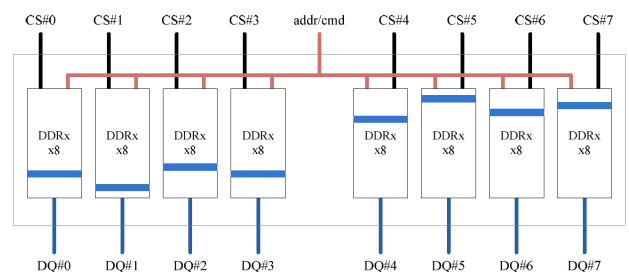 CS#0 CS#1 CS#2 CS#3 addr/cmd CS#4 CS#5 CS#6 CS#7
DDRx DDRx DDRx DDRx DDRx DDRx DDRx DDRx
x8 x8 x8 x8 x8 x8 x8 x8
DQ#0 DQ#1 DQ#2 DQ#3 DQ#4 DQ#5 DQ#6 DQ#7